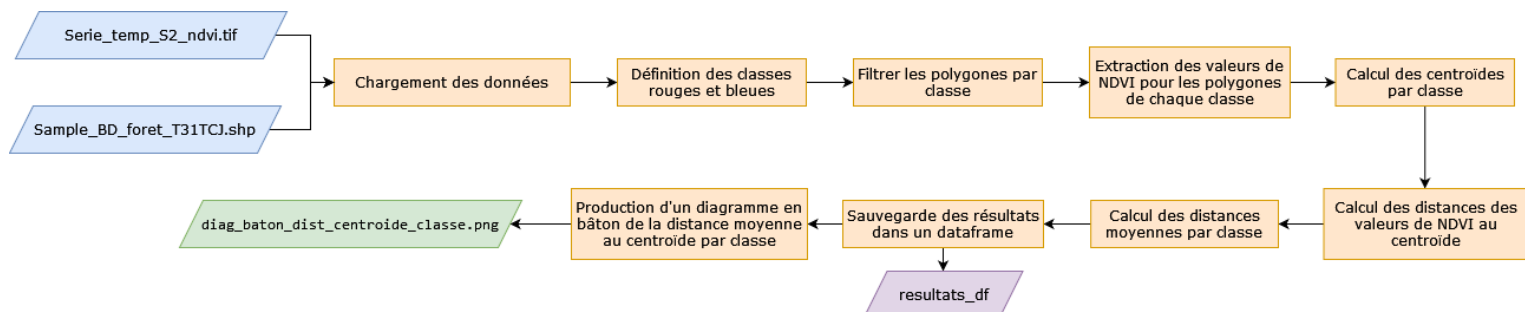 Serie_temp_S2_ndvi.tif
Sample_BD_foret_T31TCJ.shp
Chargement des données
Définition des classes
rouges et bleues
Filtrer les polygones par
classe
Extraction des valeurs de
NDVI pour les polygones
de chaque classe
Calcul des centroïdes
par classe
Calcul des distances des
valeurs de NDVI au
centroïde
Calcul des distances
moyennes par classe
Sauvegarde des résultats
dans un dataframe
resultats_df
Production d'un diagramme en
bâton de la distance moyenne
au centroïde par classe
diag_baton_dist_centroide_classe.png